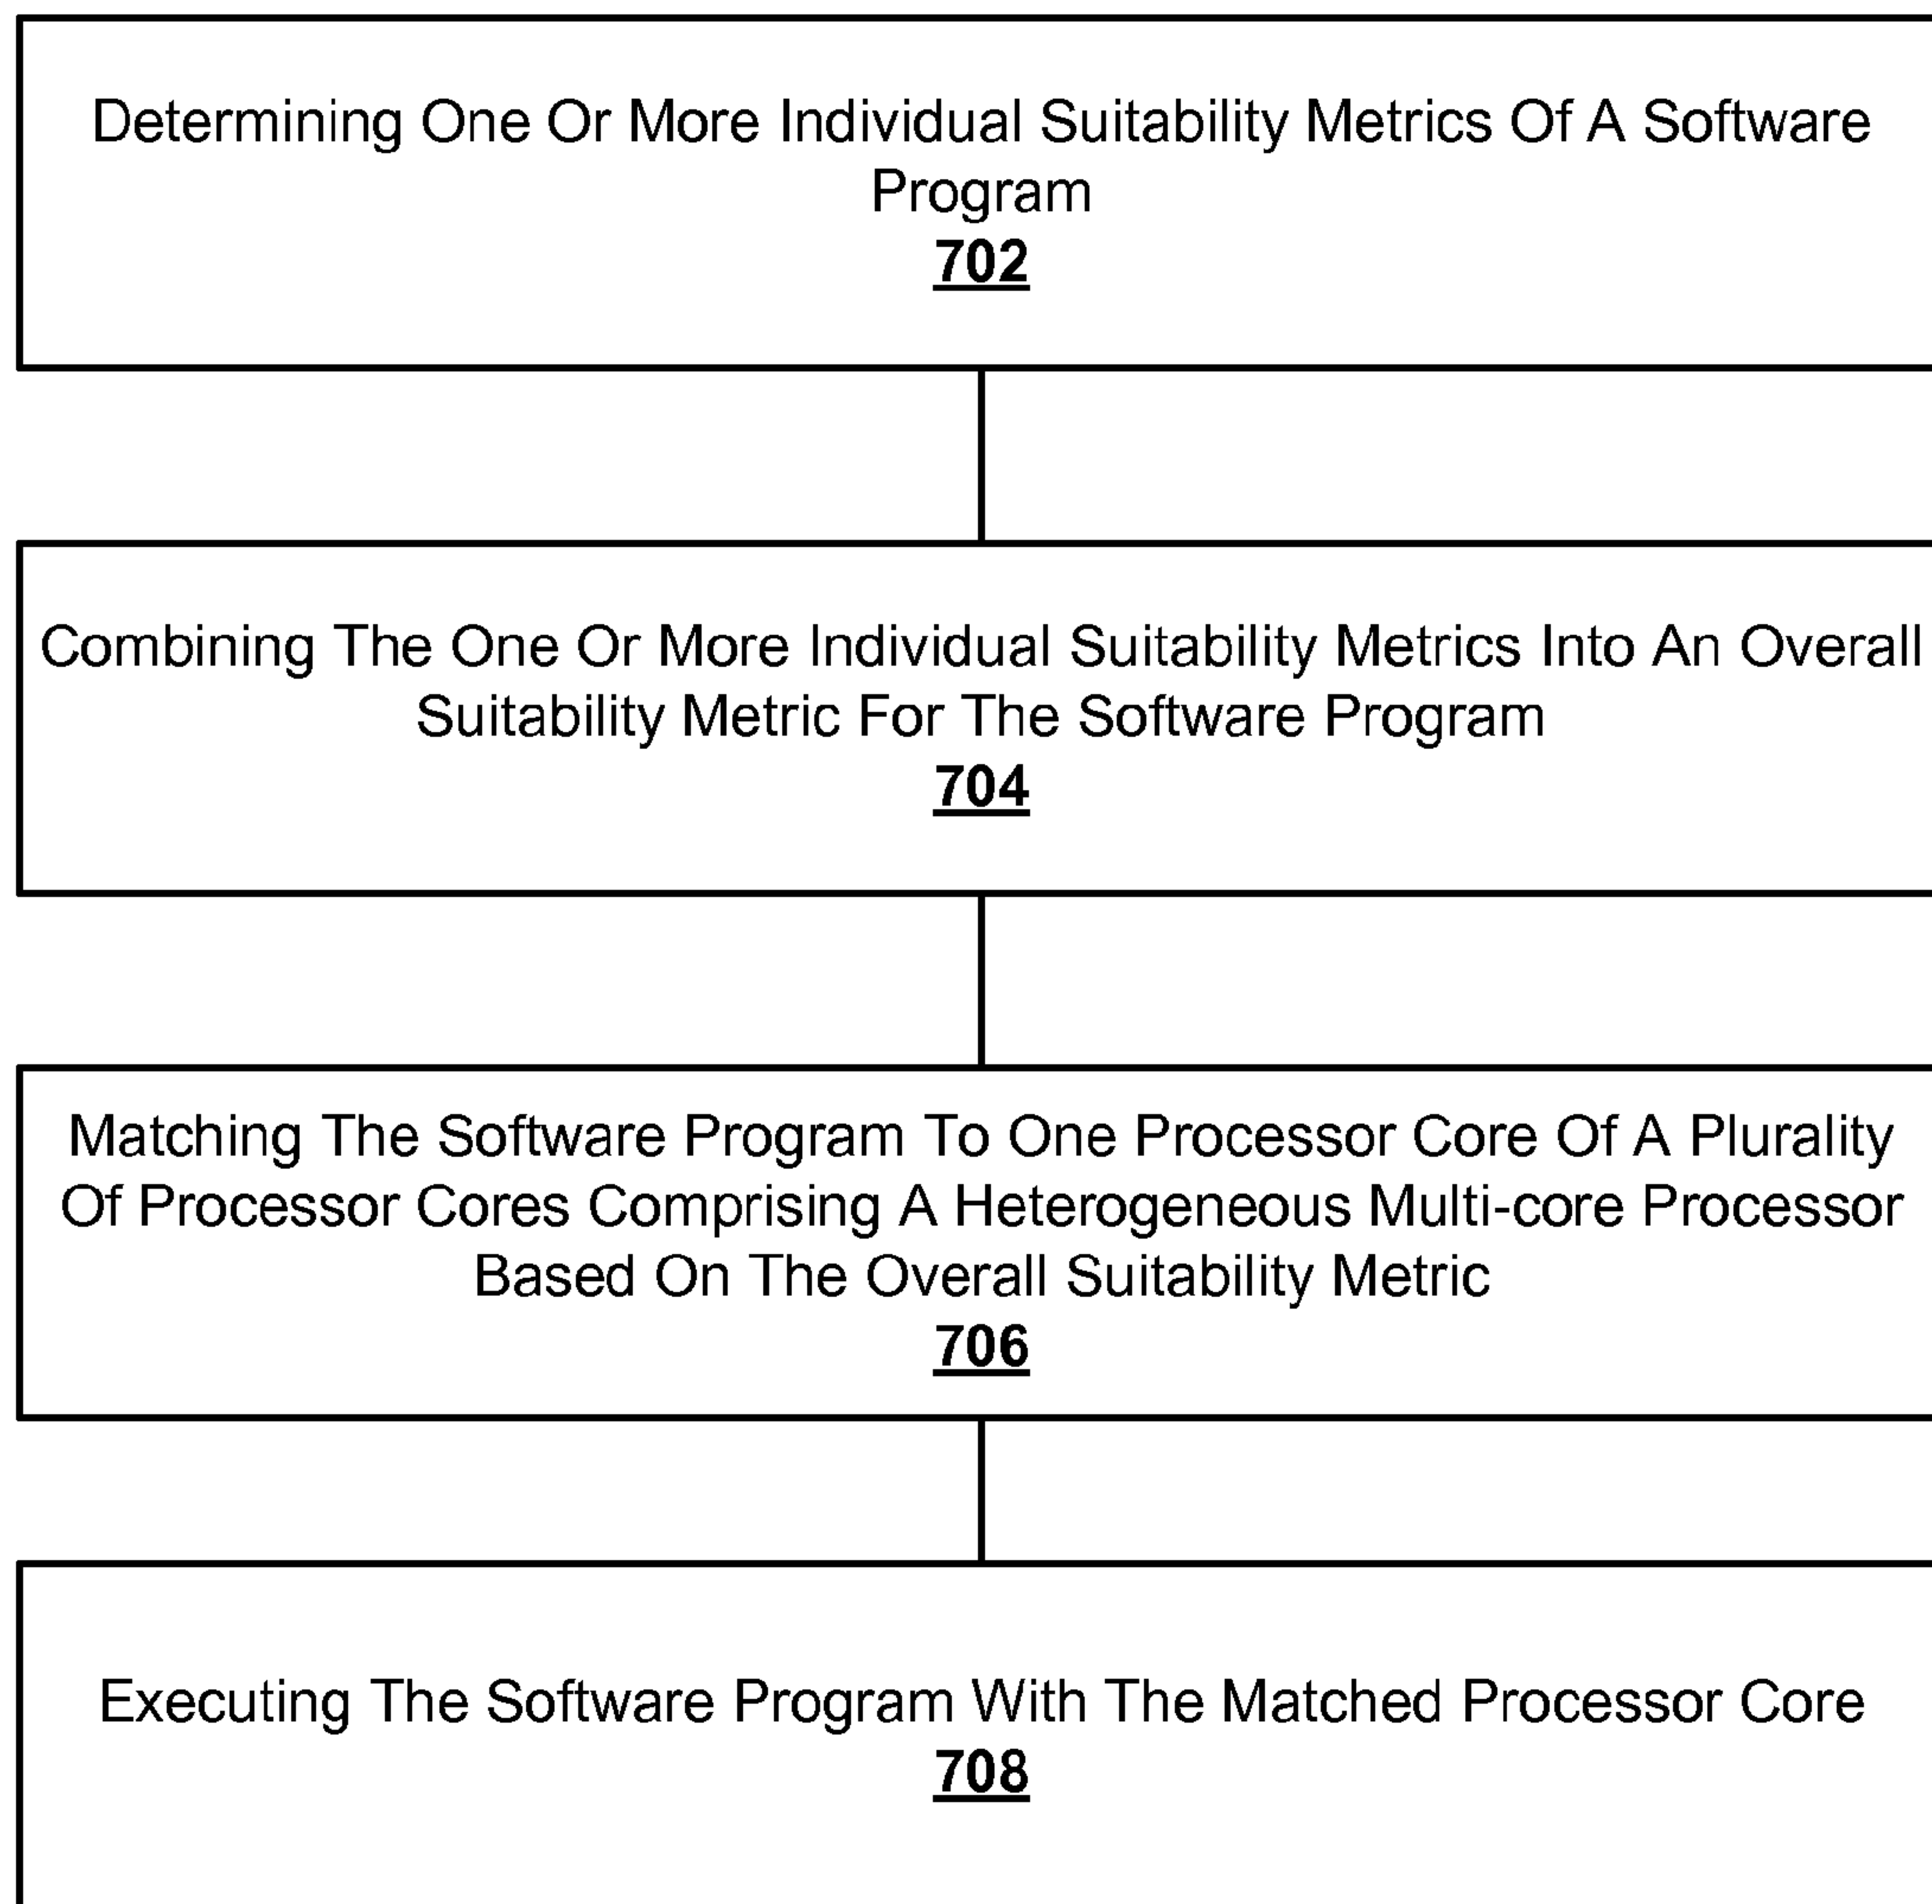 Determining One Or More Individual Suitability Metrics Of A Software
Program
702
Combining The One Or More Individual Suitability Metrics Into An Overall
Suitability Metric For The Software Program
704
Matching The Software Program To One Processor Core Of A Plurality
Of Processor Cores Comprising A Heterogeneous Multi-core Processor
Based On The Overall Suitability Metric
706
Executing The Software Program With The Matched Processor Core
708